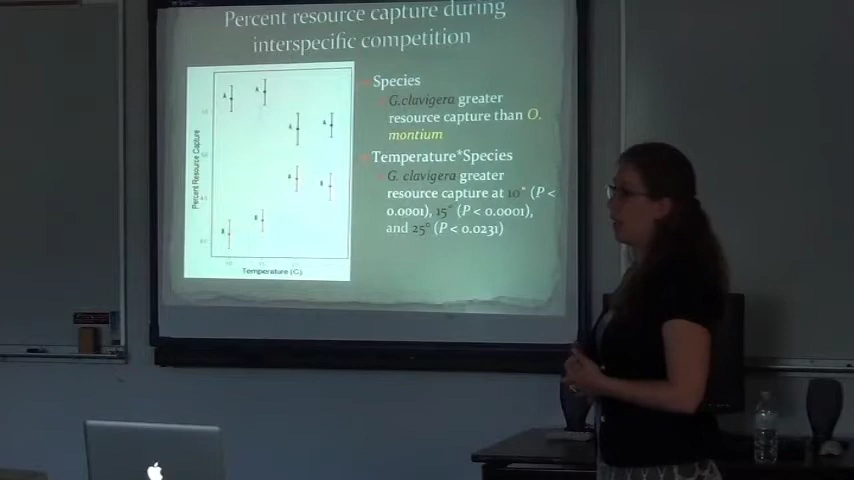 Percent resource capture during
interspecific competition
Species
G.clavigera greater
resource capture than O.
montium
Temperature*Species
G. clavigera greater
resource capture at 10° (P <
0.0001), 15° (P < 0.0001),
and 25° (P < 0.0231)
Percent Resource Capture
A
A
A
A
A
B
B
B
Temperature (C)